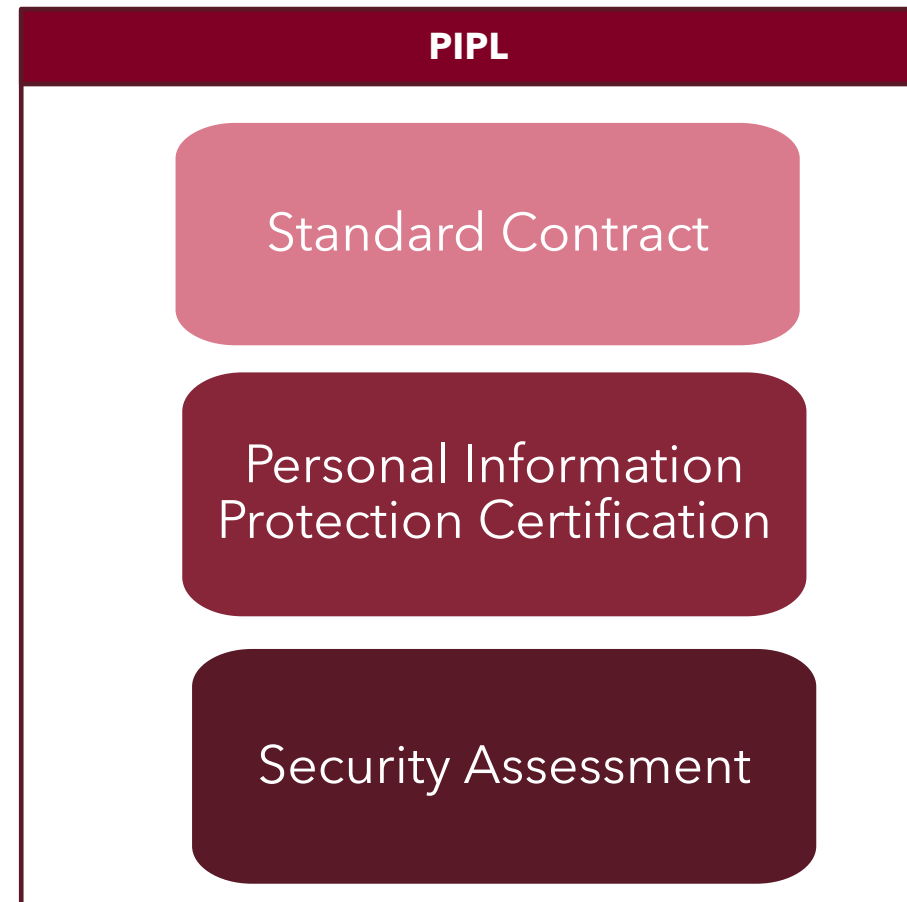 PIPL
Standard Contract
Personal Information
Protection Certification
Security Assessment